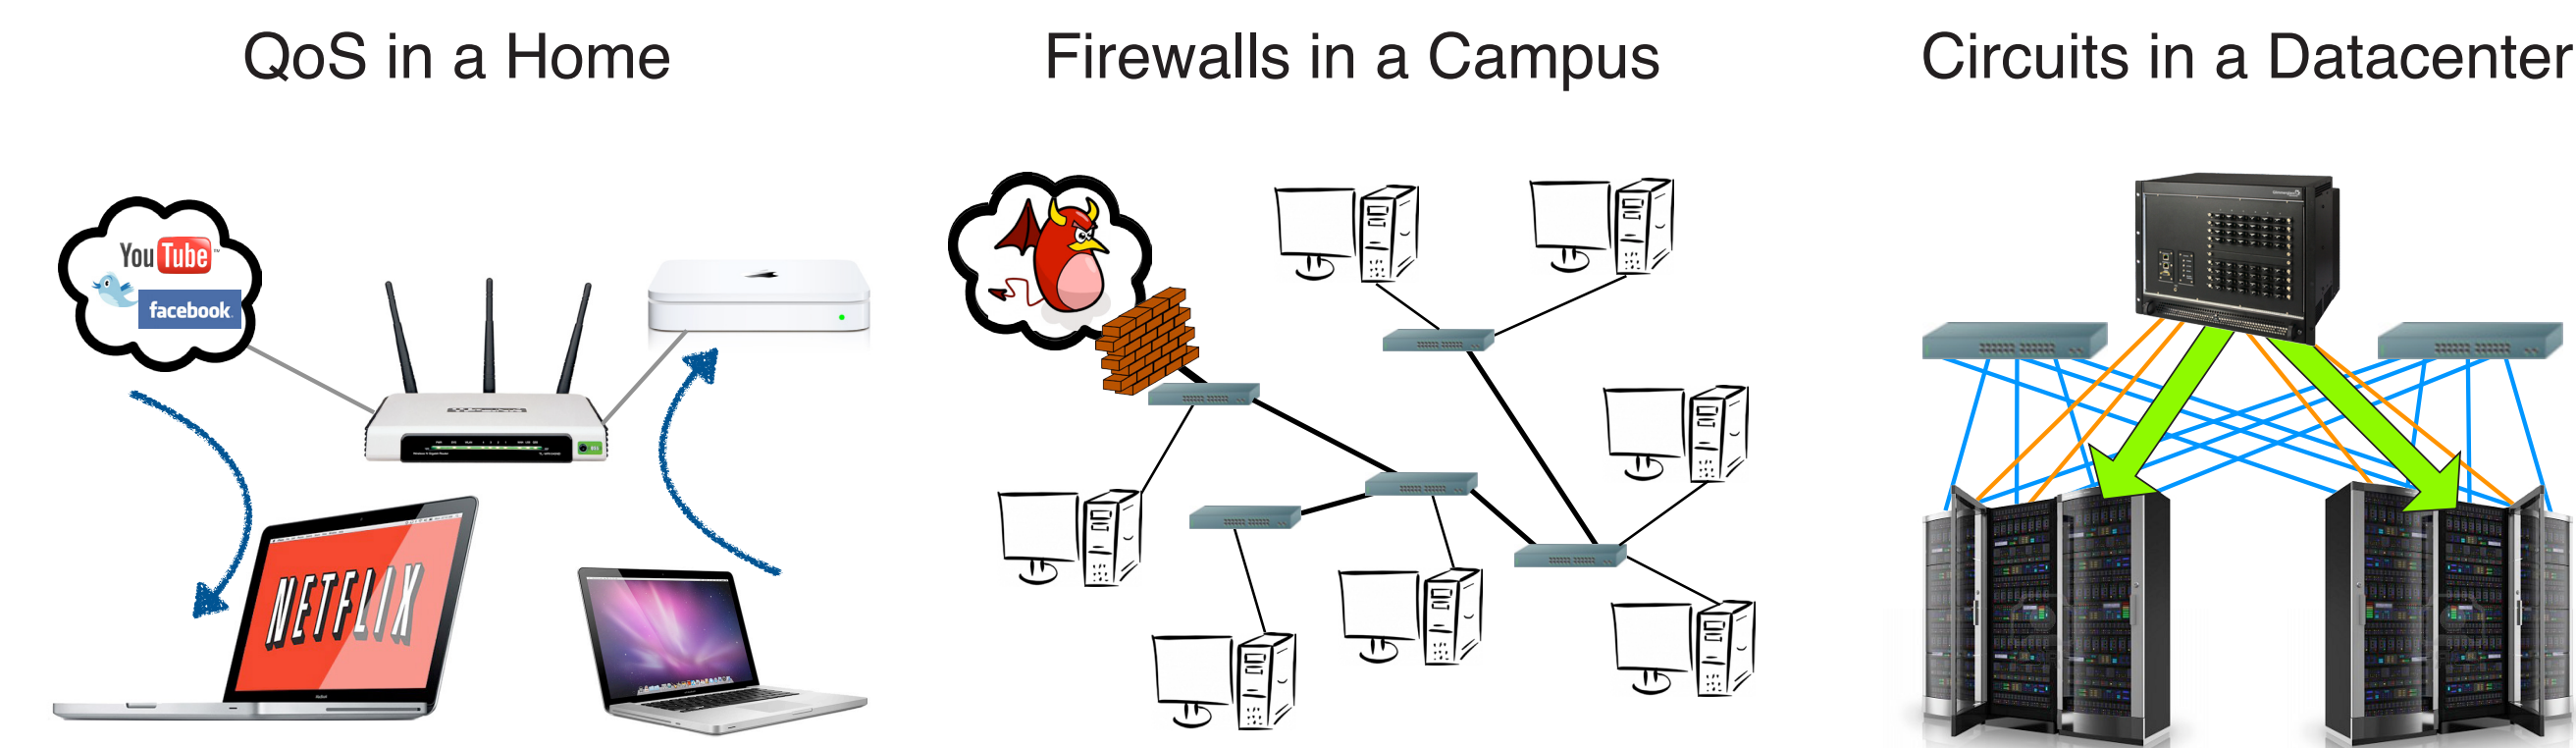 QoS in a Home
Firewalls in a Campus
Circuits in a Datacenter
YouTube
facebook
NETFLIX